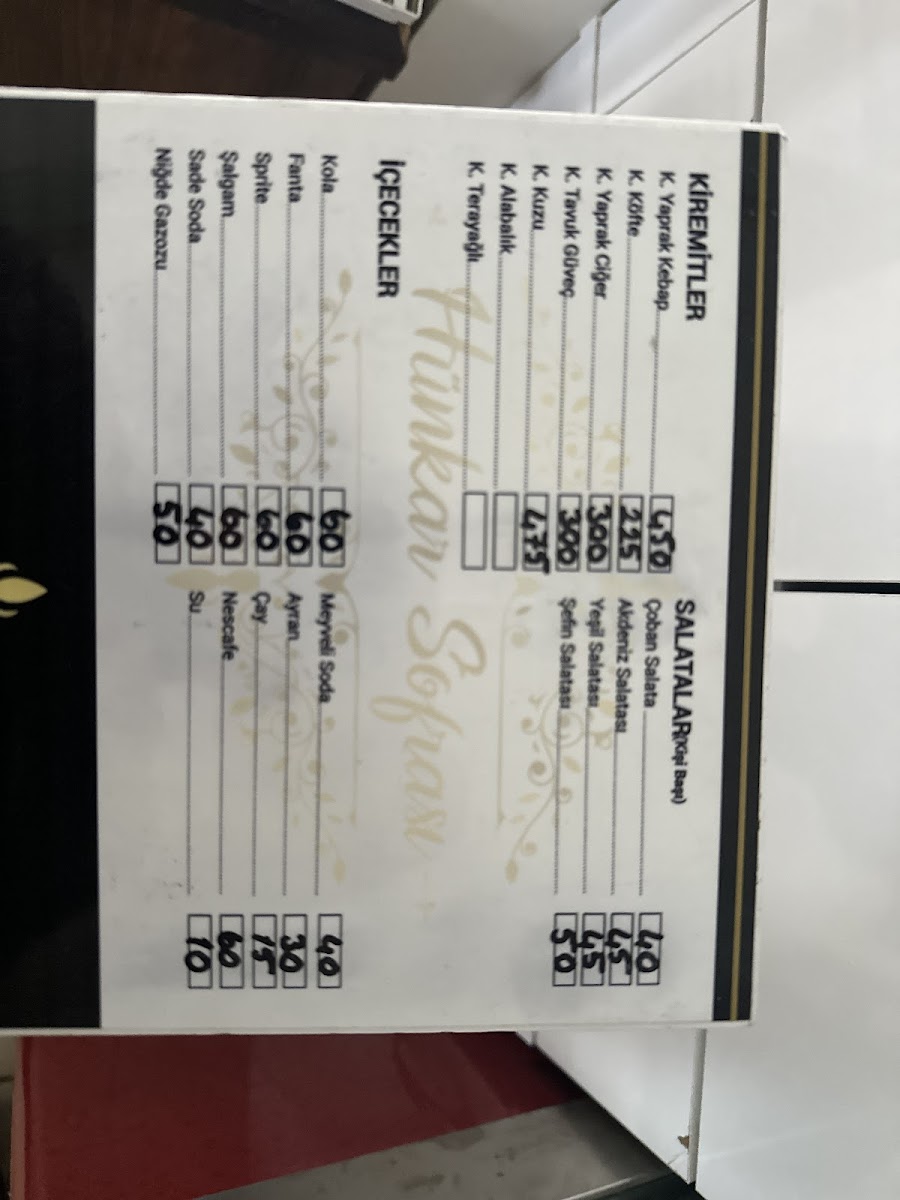 KİREMİTLER
K. Yaprak Kebap 450
K. Köfte 225
K. Yaprak Ciğer 300
K. Tavuk Güveç 300
K. Kuzu 475
K. Alabalık
K. Terayağlı
SALATALAR(Kişi Başı)
Çoban Salata 40
Akdeniz Salatası 45
Yeşil Salatası 45
Şefin Salatası 50
Hünkar Sofrası
İÇECEKLER
Kola 60
Fanta 60
Sprite 60
Şalgam 60
Sade Soda 40
Niğde Gazozu 50
Meyveli Soda 40
Ayran 30
Çay 15
Nescafe 60
Su 10